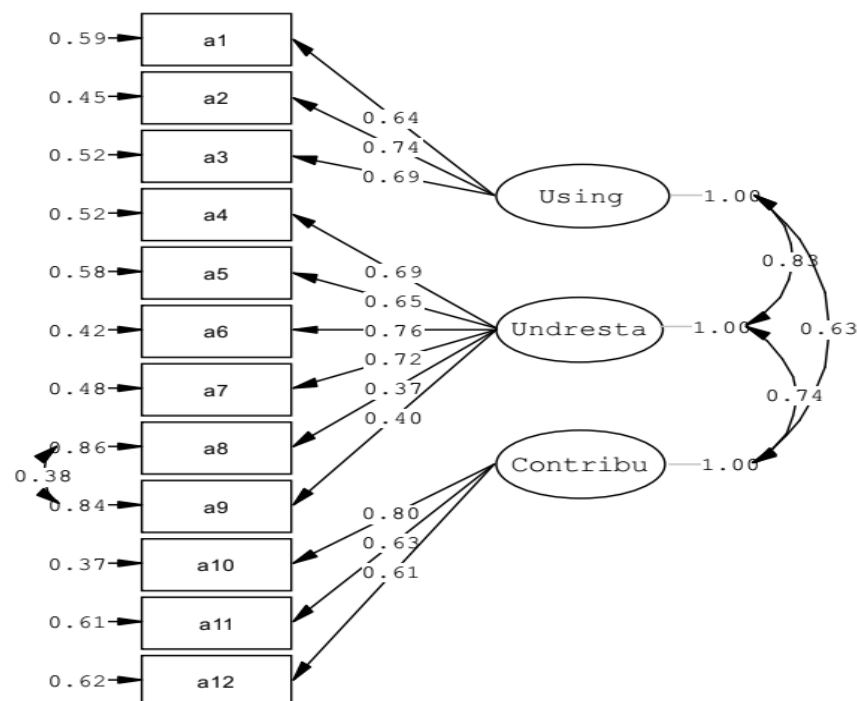 0.59 a1
0.45 a2
0.64
0.74
0.52 a3
0.69
Using 1.00
0.52 a4
0.83
0.58 a5
0.69
0.65
0.42 a6
0.76
Undresta 1.00
0.63
0.72
0.48 a7
0.37
0.74
0.40
0.86 a8
0.38
Contribu 1.00
0.84 a9
0.80
0.63
0.37 a10
0.61
0.61 a11
0.62 a12